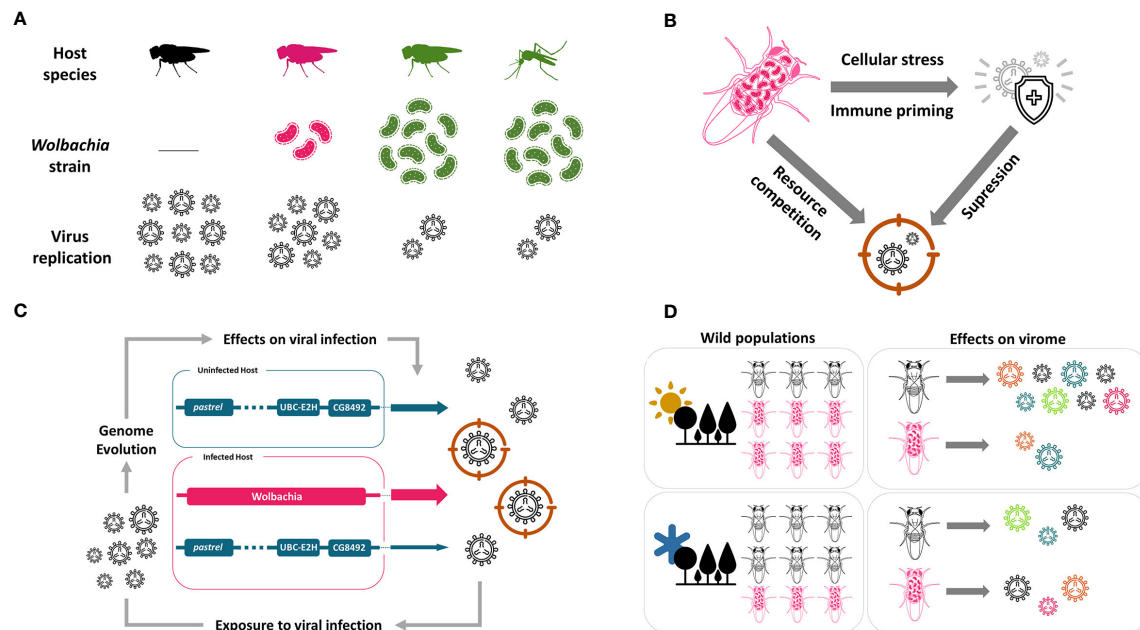 A
Host
species
Wolbachia
strain
Virus
replication
B
Cellular stress
Immune priming
Resource
competition
Supression
C
Effects on viral infection
Uninfected Host
pastrel
UBC-E2H
CG8492
Genome
Evolution
Infected Host
Wolbachia
pastrel
UBC-E2H
CG8492
Exposure to viral infection
D
Wild populations
Effects on virome